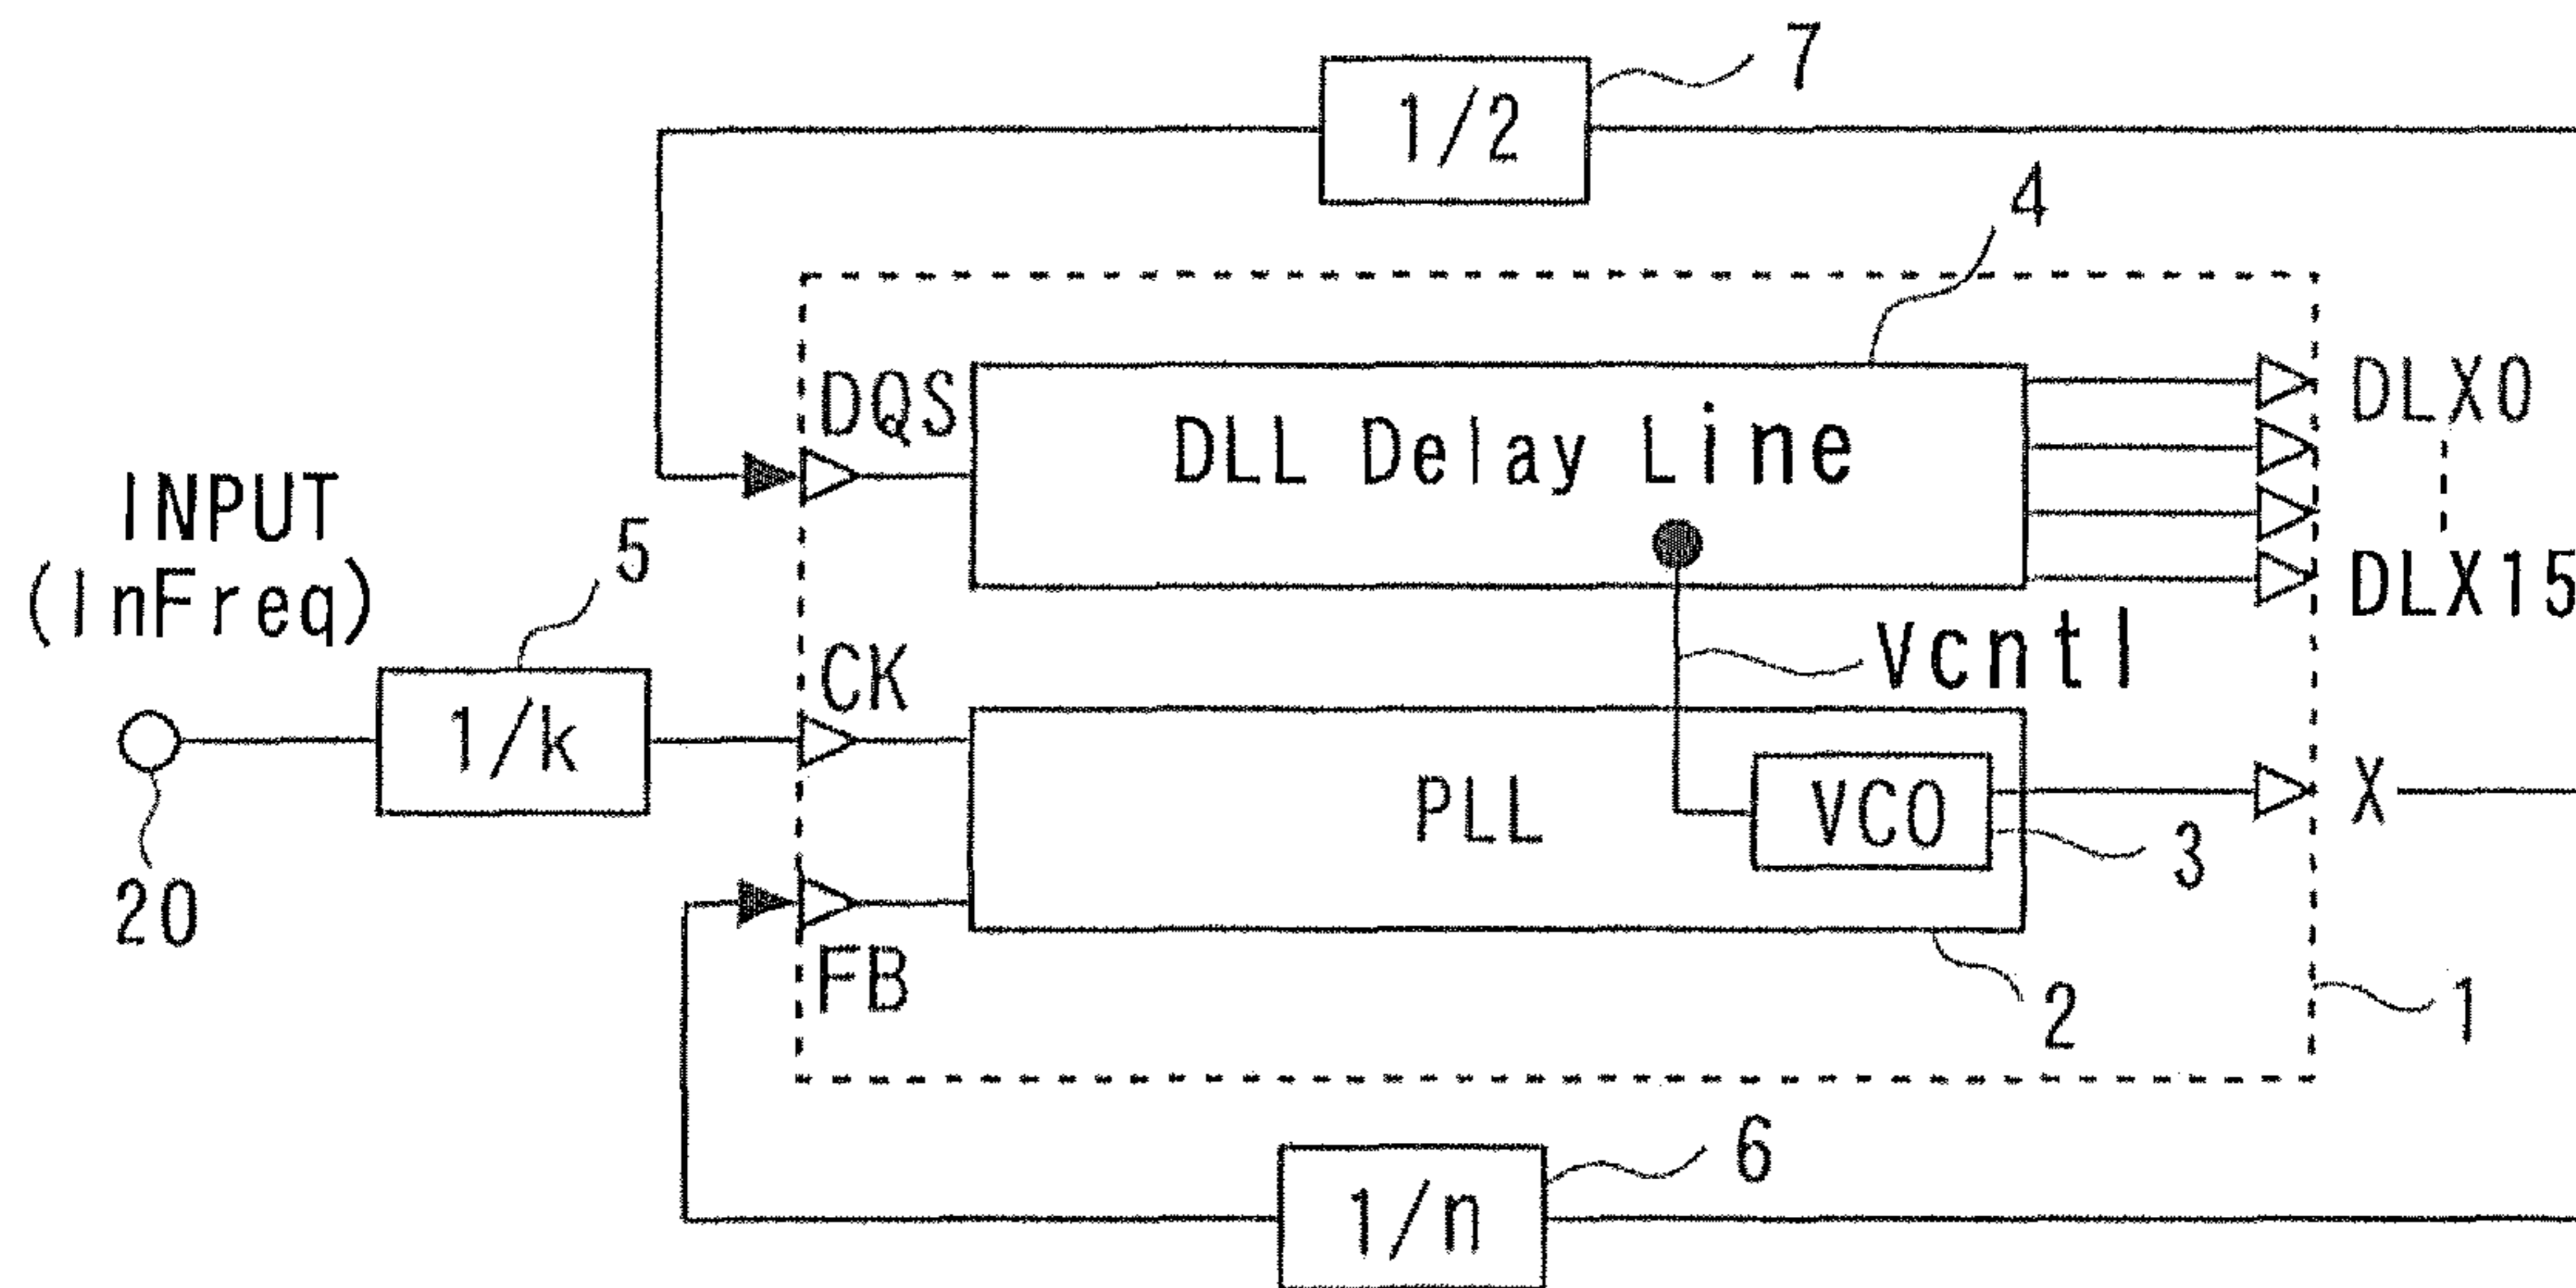 7
1/2
4
DQS
DLL Delay Line
DLX0
DLX15
INPUT
(InFreq)
5
1/k
20
CK
Vcntl
PLL
VCO
3
X
FB
2
1
6
1/n